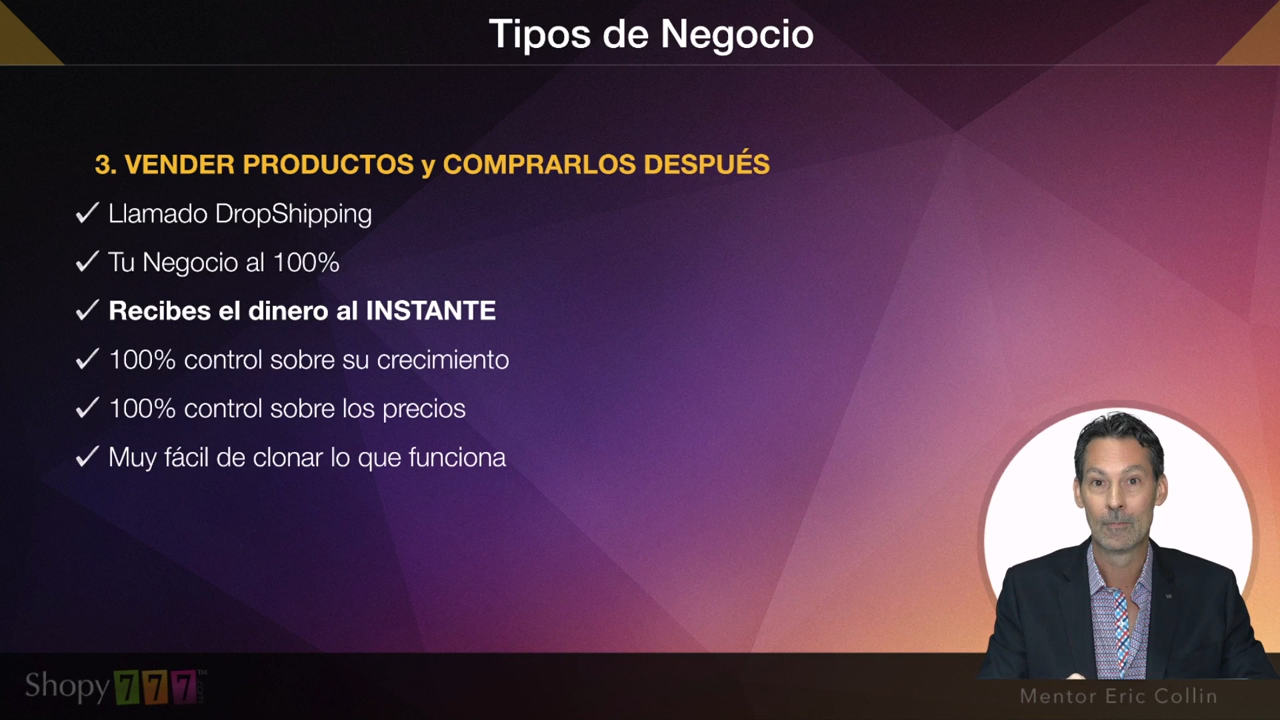 Tipos de Negocio
3. VENDER PRODUCTOS y COMPRARLOS DESPUÉS
✓ Llamado DropShipping
✓ Tu Negocio al 100%
✓ Recibes el dinero al INSTANTE
✓ 100% control sobre su crecimiento
✓ 100% control sobre los precios
✓ Muy fácil de clonar lo que funciona
Shopy777.COM™
Mentor Eric Collin